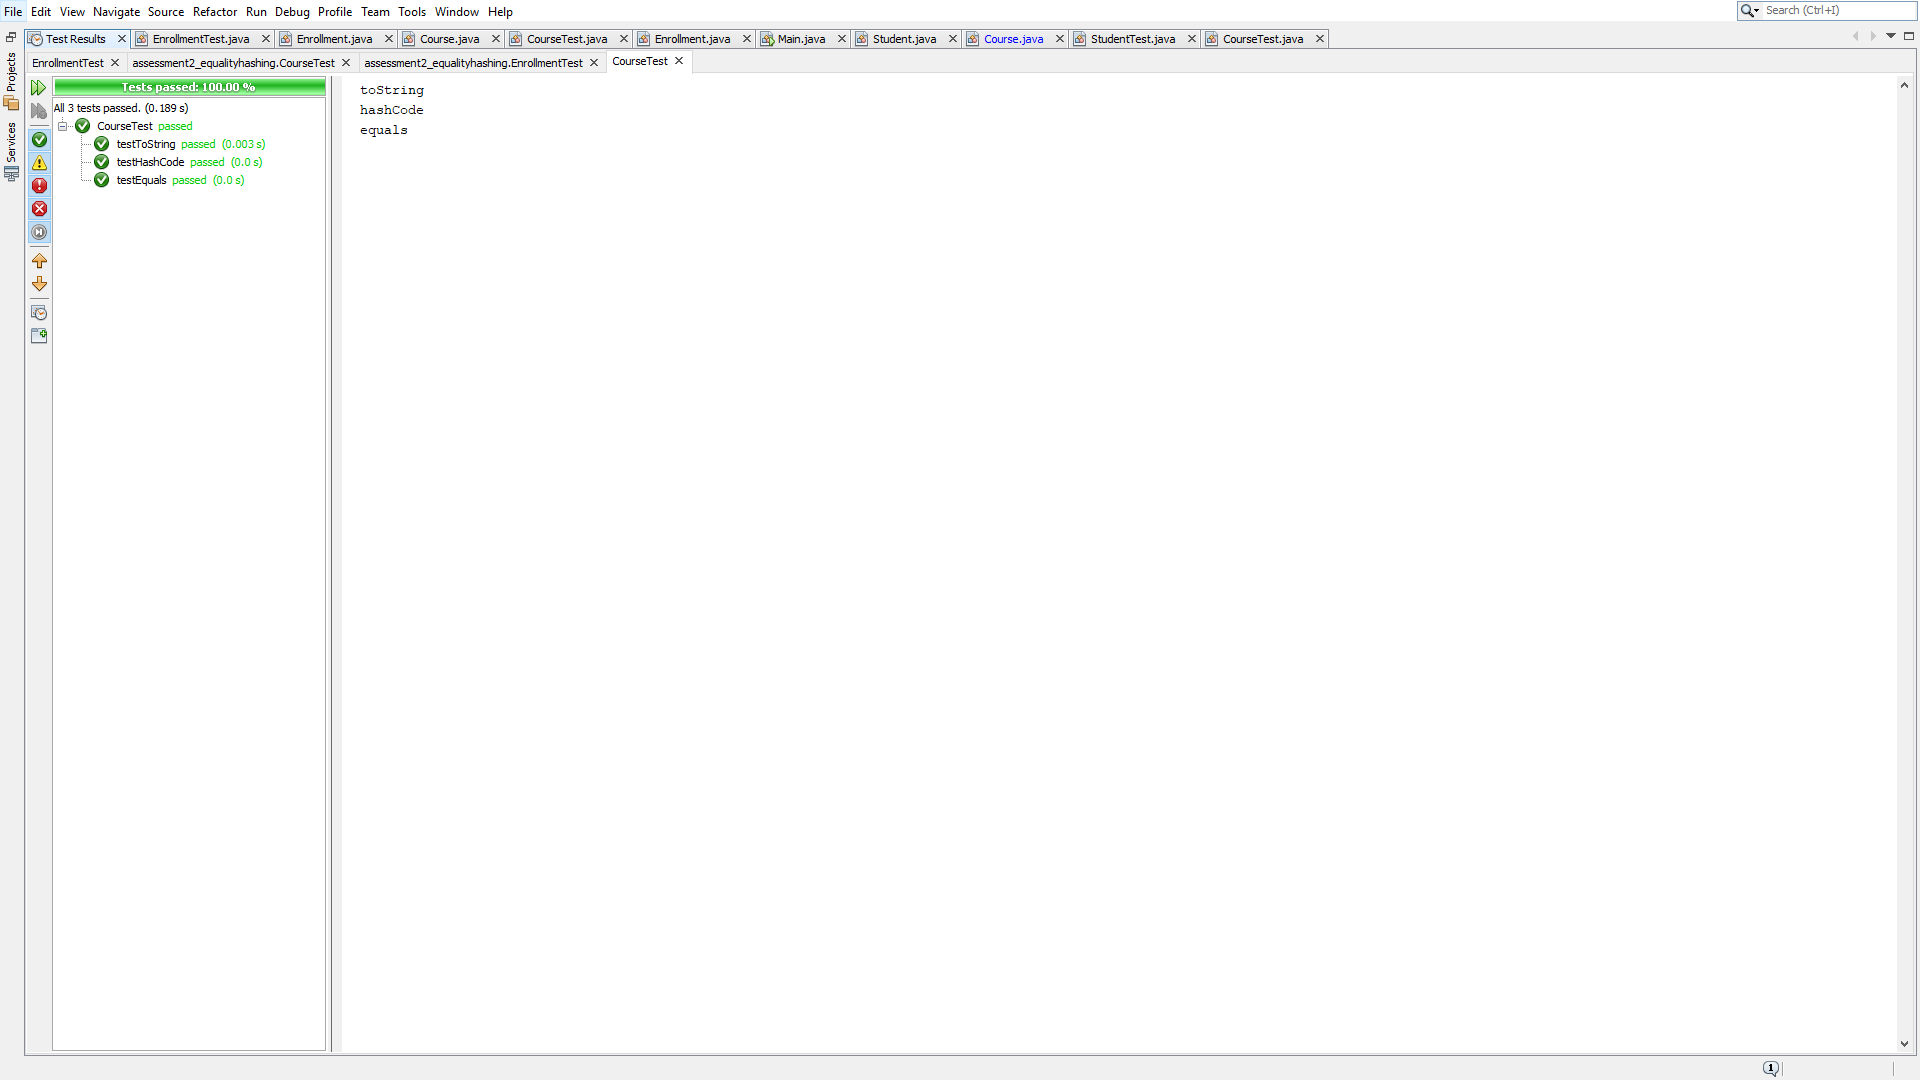 File Edit View Navigate Source Refactor Run Debug Profile Team Tools Window Help
Search (Ctrl+I)
Projects
Services
Test Results EnrollmentTest.java Enrollment.java Course.java CourseTest.java Enrollment.java Main.java Student.java Course.java StudentTest.java CourseTest.java
EnrollmentTest assessment2_equalityhashing.CourseTest assessment2_equalityhashing.EnrollmentTest CourseTest
Tests passed: 100.00 %
All 3 tests passed. (0.189 s)
CourseTest passed
testToString passed (0.003 s)
testHashCode passed (0.0 s)
testEquals passed (0.0 s)
toString
hashCode
equals
1